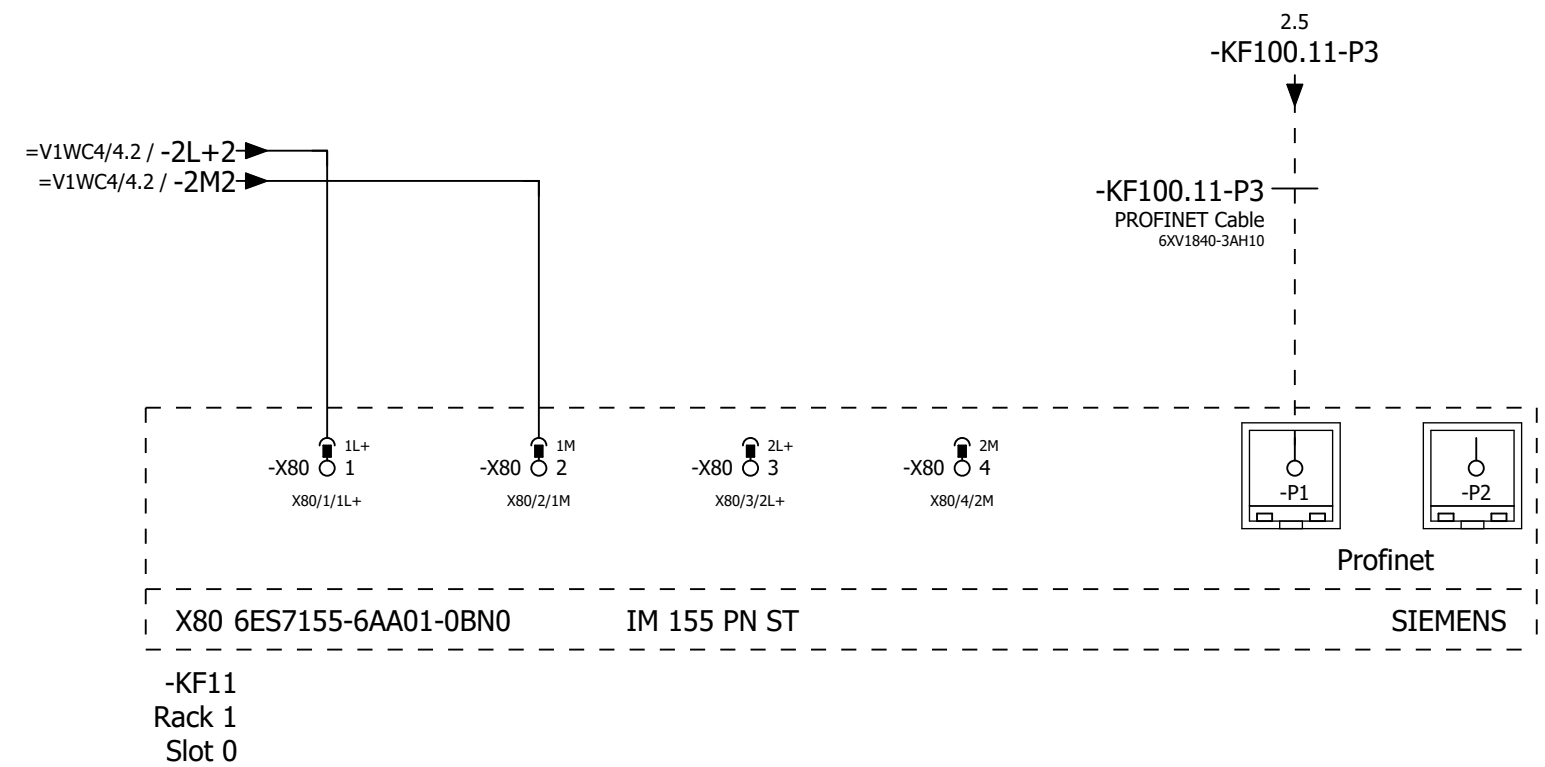 2.5
-KF100.11-P3
=V1WC4/4.2 / -2L+2
=V1WC4/4.2 / -2M2
-KF100.11-P3
PROFINET Cable
6XV1840-3AH10
1L+ 1M 2L+ 2M
-X80 1 -X80 2 -X80 3 -X80 4
X80/1/1L+ X80/2/1M X80/3/2L+ X80/4/2M
-P1 -P2
Profinet
X80 6ES7155-6AA01-0BN0 IM 155 PN ST SIEMENS
-KF11
Rack 1
Slot 0